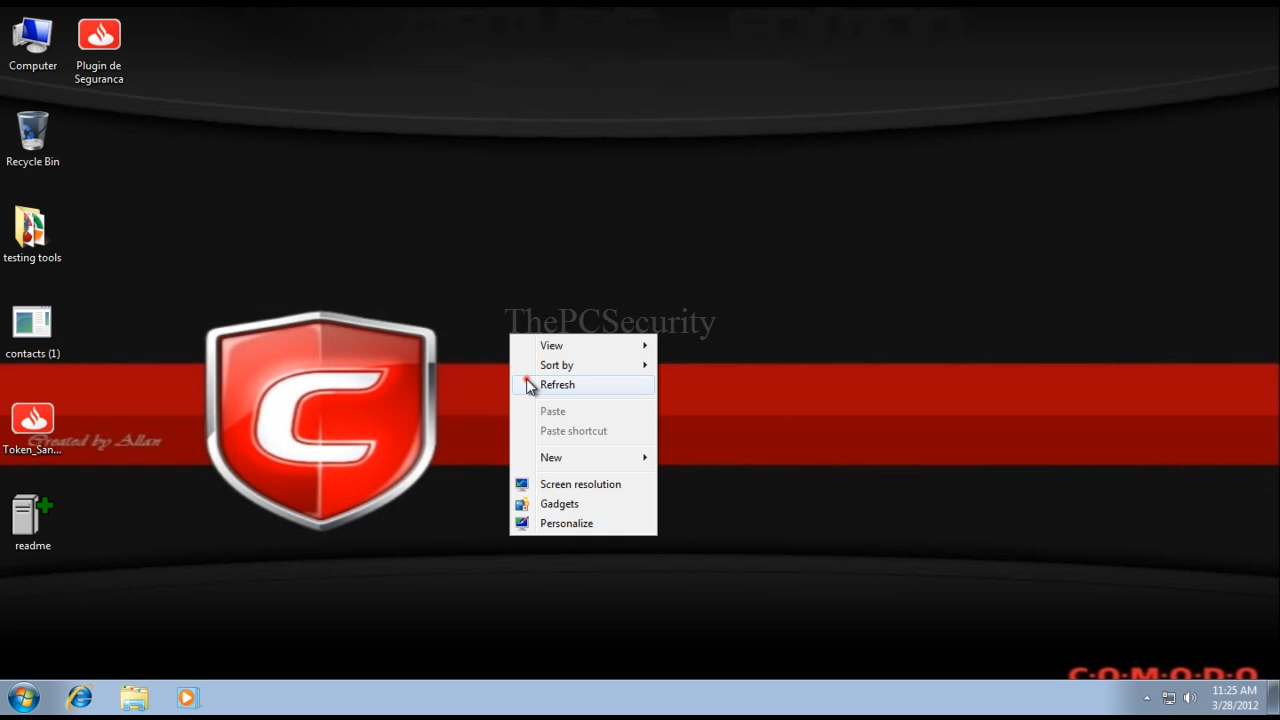 Computer
Plugin de
Seguranca
Recycle Bin
testing tools
contacts (1)
Token_San...
readme
Created by Allan
C
ThePCSecurity
View
Sort by
Refresh
Paste
Paste shortcut
New
Screen resolution
Gadgets
Personalize
C·O·M·O·D·O
11:25 AM
3/28/2012